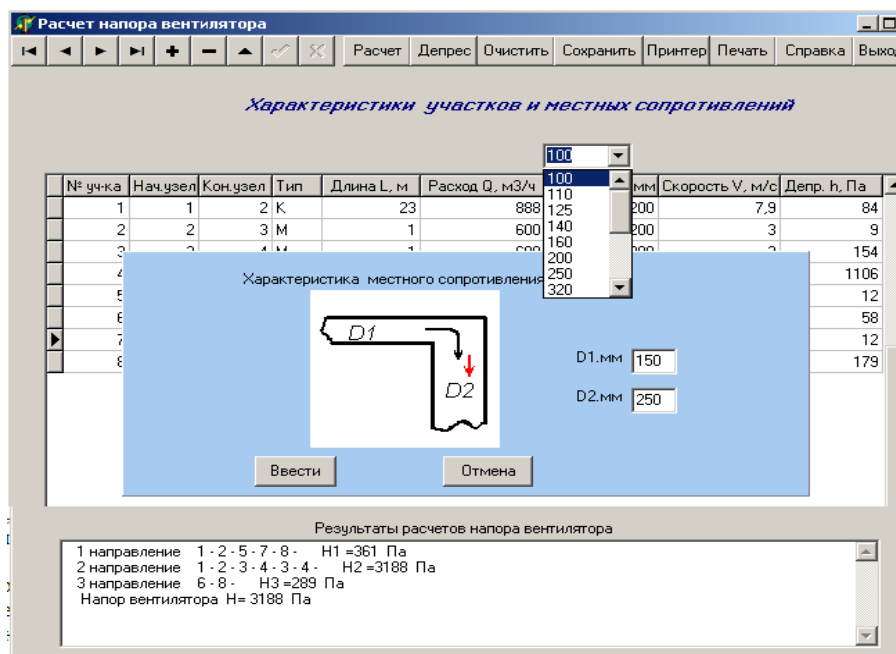 Расчет напора вентилятора
Расчет Депрес Очистить Сохранить Принтер Печать Справка Выхо
Характеристики участков и местных сопротивлений
100
№ уч-ка Нач.узел Кон.узел Тип Длина L, м Расход Q, м3/ч мм Скорость V, м/с Депр. h, Па
100
110
125
140
160
200
250
320
1 1 2 К 23 888 200 7,9 84
2 2 3 М 1 600 200 3 9
154
1106
12
58
12
179
Характеристика местного сопротивления
D1
D2
D1.мм 150
D2.мм 250
Ввести Отмена
Результаты расчетов напора вентилятора
1 направление 1 - 2 - 5 - 7 - 8 - H1 =361 Па
2 направление 1 - 2 - 3 - 4 - 3 - 4 - H2 =3188 Па
3 направление 6 - 8 - H3 =289 Па
Напор вентилятора H= 3188 Па